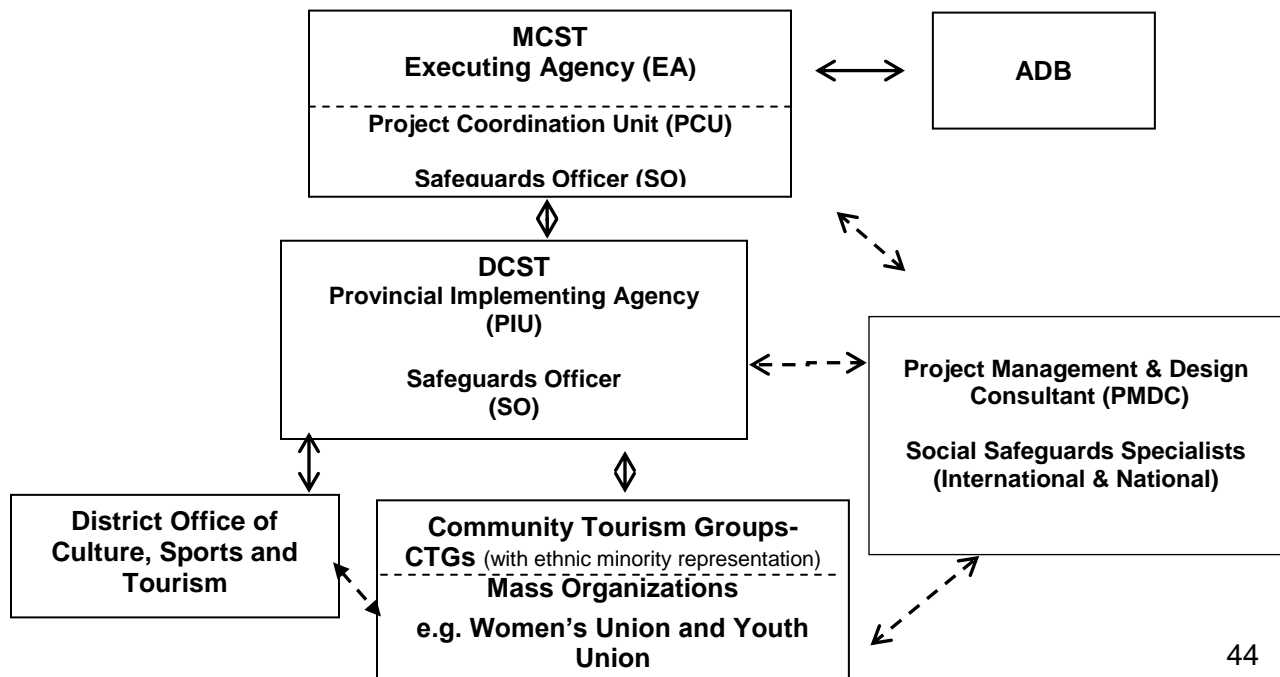 MCST
Executing Agency (EA)
Project Coordination Unit (PCU)
Safeguards Officer (SO)
ADB
DCST
Provincial Implementing Agency
(PIU)
Safeguards Officer
(SO)
Project Management & Design
Consultant (PMDC)
Social Safeguards Specialists
(International & National)
District Office of
Culture, Sports and
Tourism
Community Tourism Groups-
CTGs (with ethnic minority representation)
Mass Organizations
e.g. Women’s Union and Youth
Union
44